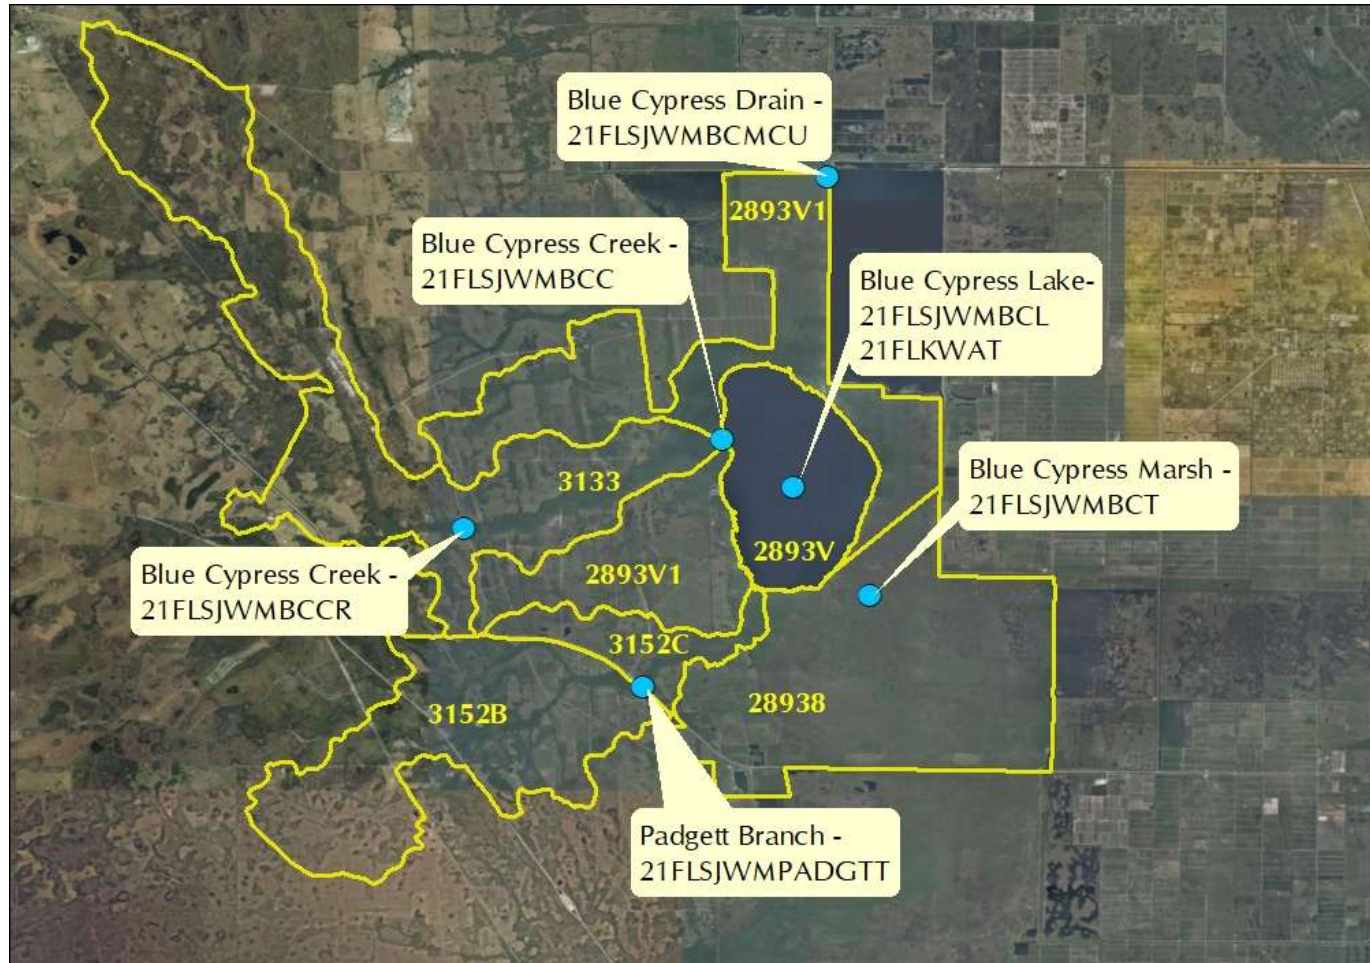 Blue Cypress Drain -
21FLSJWMBCMCU
2893V1
Blue Cypress Creek -
21FLSJWMBCC
Blue Cypress Lake-
21FLSJWMBCL
21FLKWAT
3133
Blue Cypress Marsh -
21FLSJWMBCT
2893V
Blue Cypress Creek -
21FLSJWMBCCR
2893V1
3152C
3152B
28938
Padgett Branch -
21FLSJWMPADGTT